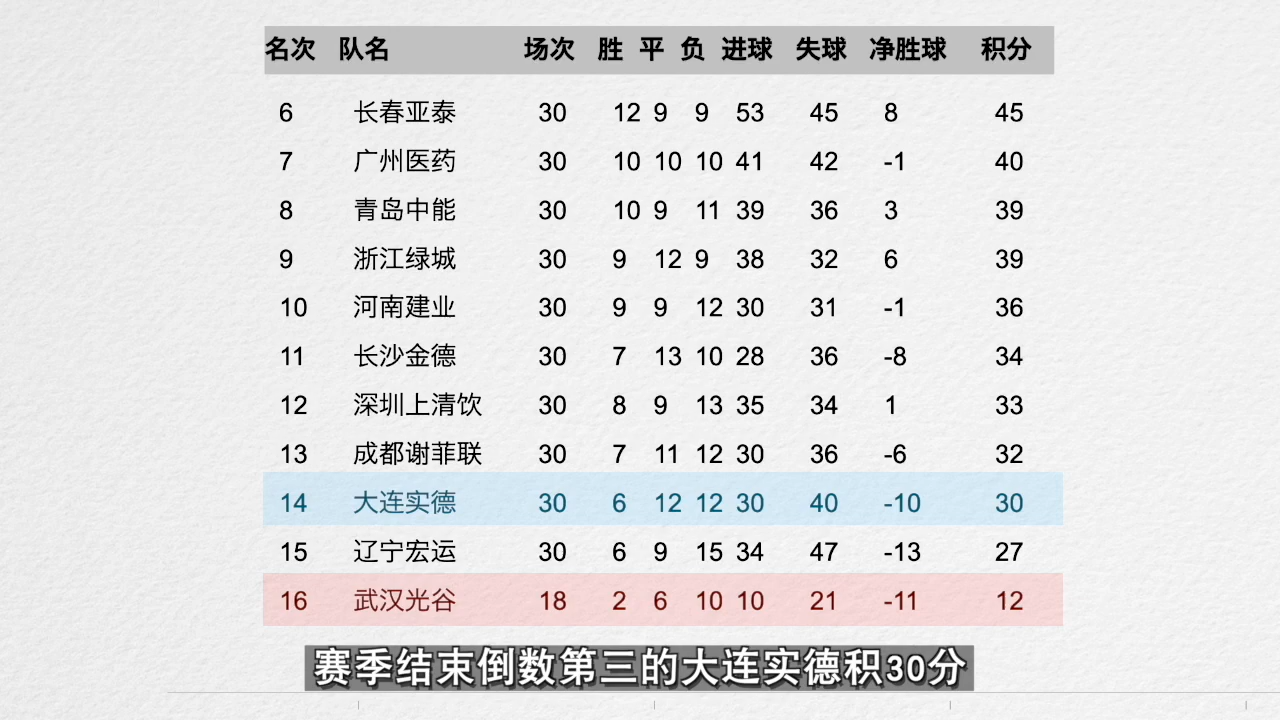 名次 队名 场次 胜 平 负 进球 失球 净胜球 积分
6 长春亚泰 30 12 9 9 53 45 8 45
7 广州医药 30 10 10 10 41 42 -1 40
8 青岛中能 30 10 9 11 39 36 3 39
9 浙江绿城 30 9 12 9 38 32 6 39
10 河南建业 30 9 9 12 30 31 -1 36
11 长沙金德 30 7 13 10 28 36 -8 34
12 深圳上清饮 30 8 9 13 35 34 1 33
13 成都谢菲联 30 7 11 12 30 36 -6 32
14 大连实德 30 6 12 12 30 40 -10 30
15 辽宁宏运 30 6 9 15 34 47 -13 27
16 武汉光谷 18 2 6 10 10 21 -11 12
赛季结束倒数第三的大连实德积30分